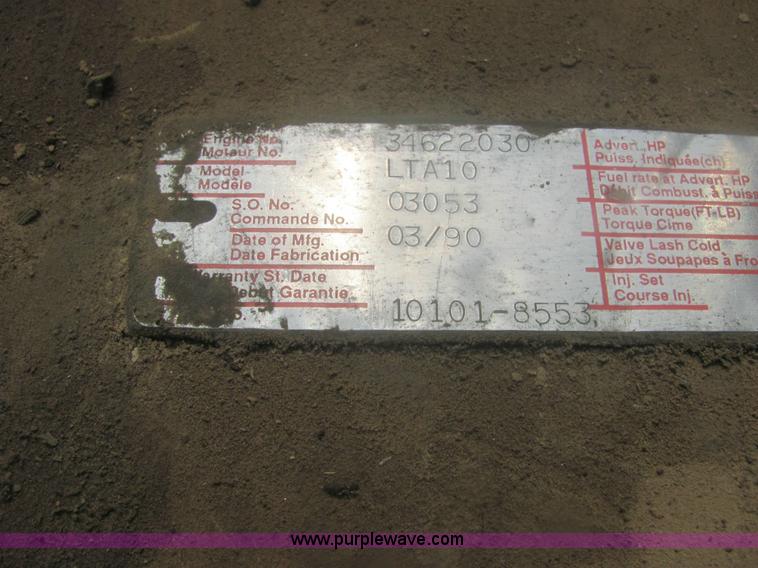 Engine No. 34622030
Moteur No.
Model LTA10
Modèle
S.O. No. 03053
Commande No.
Date of Mfg. 03/90
Date Fabrication
Warranty St. Date
Debut Garantie
10101-8553
Advert. HP
Puiss. Indiquée(ch)
Fuel rate at Advert. HP
Débit Combust. à Puiss
Peak Torque(FT-LB)
Torque Cime
Valve Lash Cold
Jeux Soupapes à Fro
Inj. Set
Course Inj.
www.purplewave.com